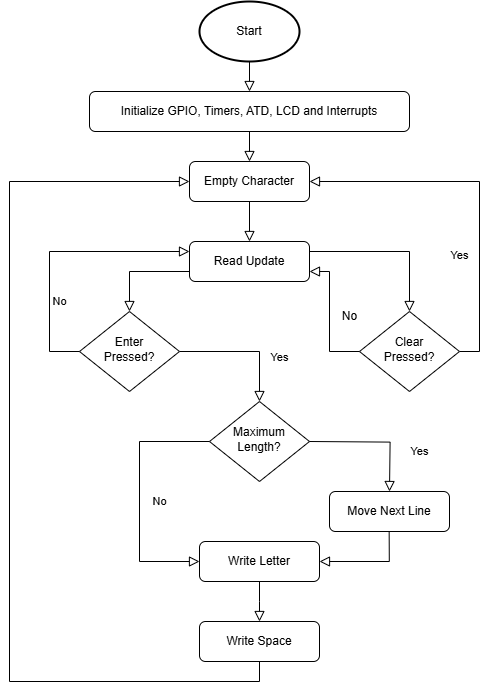 Start
Initialize GPIO, Timers, ATD, LCD and Interrupts
Empty Character
Read Update
Yes
No
No
Enter
Pressed?
Clear
Pressed?
Yes
Maximum
Length?
Yes
No
Move Next Line
Write Letter
Write Space